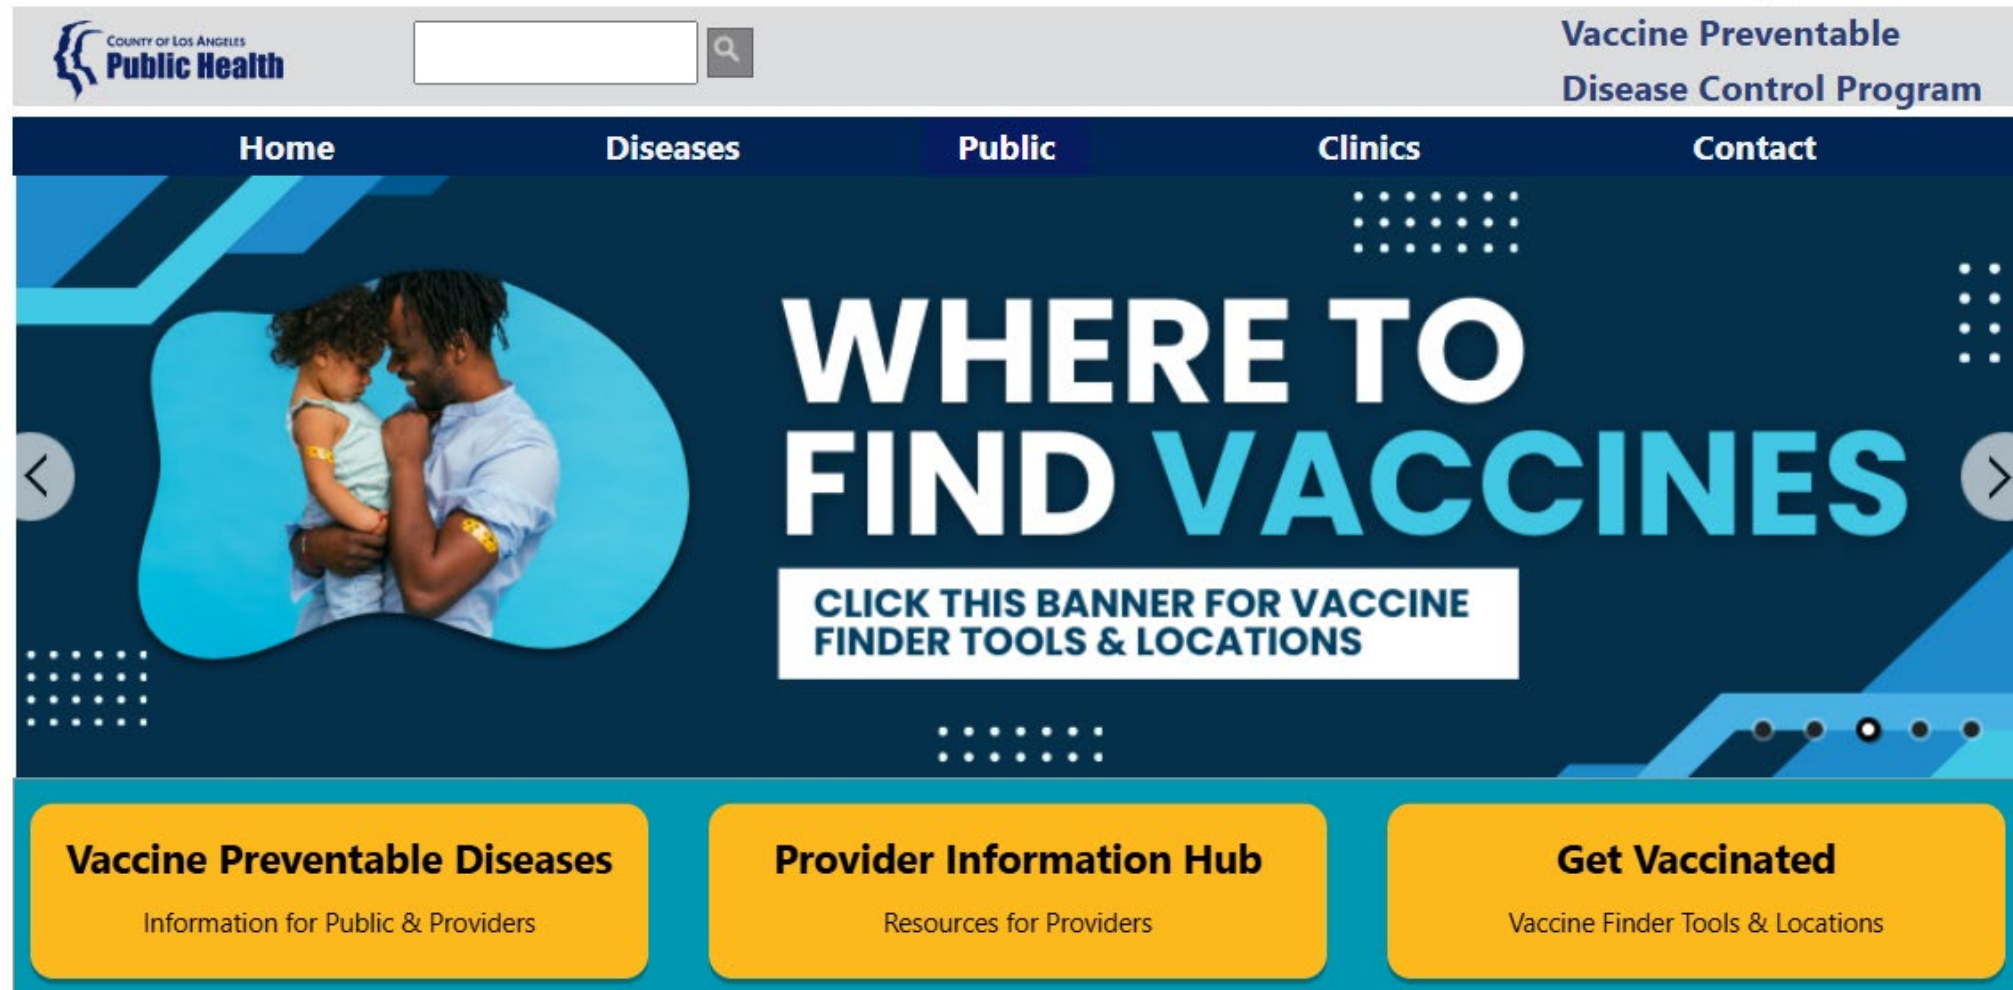 COUNTY OF LOS ANGELES
Public Health
Vaccine Preventable
Disease Control Program
Home Diseases Public Clinics Contact
WHERE TO
FIND VACCINES
CLICK THIS BANNER FOR VACCINE
FINDER TOOLS & LOCATIONS
Vaccine Preventable Diseases
Information for Public & Providers
Provider Information Hub
Resources for Providers
Get Vaccinated
Vaccine Finder Tools & Locations